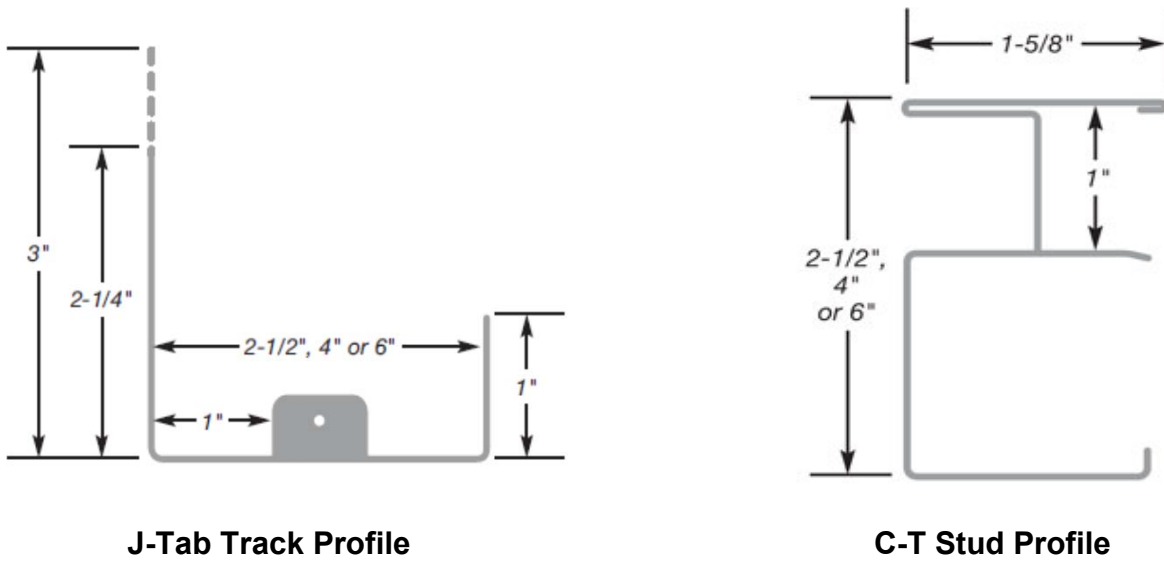 1-5/8"
3"
2-1/4"
2-1/2", 4" or 6"
1"
1"
1"
2-1/2",
4"
or 6"
J-Tab Track Profile
C-T Stud Profile